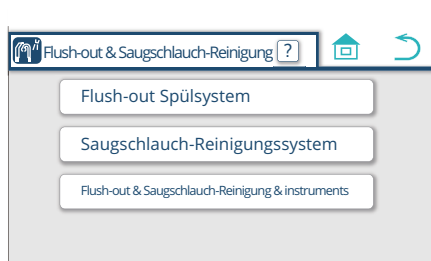 Flush-out & Saugschlauch-Reinigung ?
Flush-out Spülsystem
Saugschlauch-Reinigungssystem
Flush-out & Saugschlauch-Reinigung & instruments